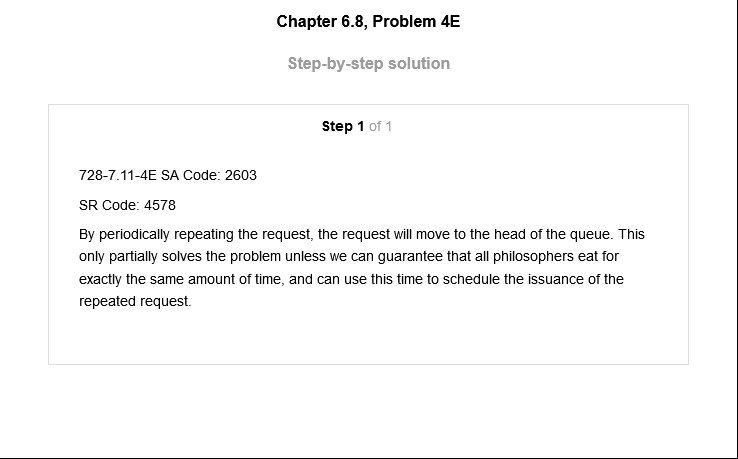 Chapter 6.8, Problem 4E
Step-by-step solution
Step 1 of 1
728-7.11-4E SA Code: 2603
SR Code: 4578
By periodically repeating the request, the request will move to the head of the queue. This
only partially solves the problem unless we can guarantee that all philosophers eat for
exactly the same amount of time, and can use this time to schedule the issuance of the
repeated request.